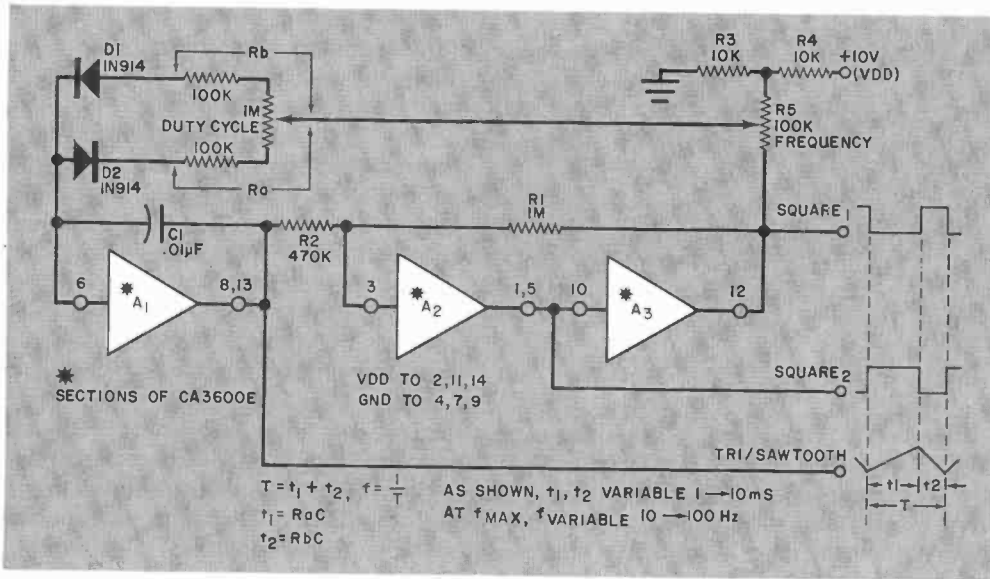 D1
IN914
Rb
100K
1M
DUTY CYCLE
100K
D2
IN914
Ra
R3
10K
R4
10K
+10V
(VDD)
R5
100K
FREQUENCY
C1
.01μF
R2
470K
R1
1M
SQUARE 1
6
* A1
8,13
3
* A2
1,5
10
* A3
12
* SECTIONS OF CA3600E
VDD TO 2,11,14
GND TO 4,7,9
SQUARE 2
TRI/SAWTOOTH
t1
t2
T
T = t1 + t2, f = 1/T
t1 = RaC
t2 = RbC
AS SHOWN, t1, t2 VARIABLE 1→10mS
AT fMAX, f VARIABLE 10→100 Hz